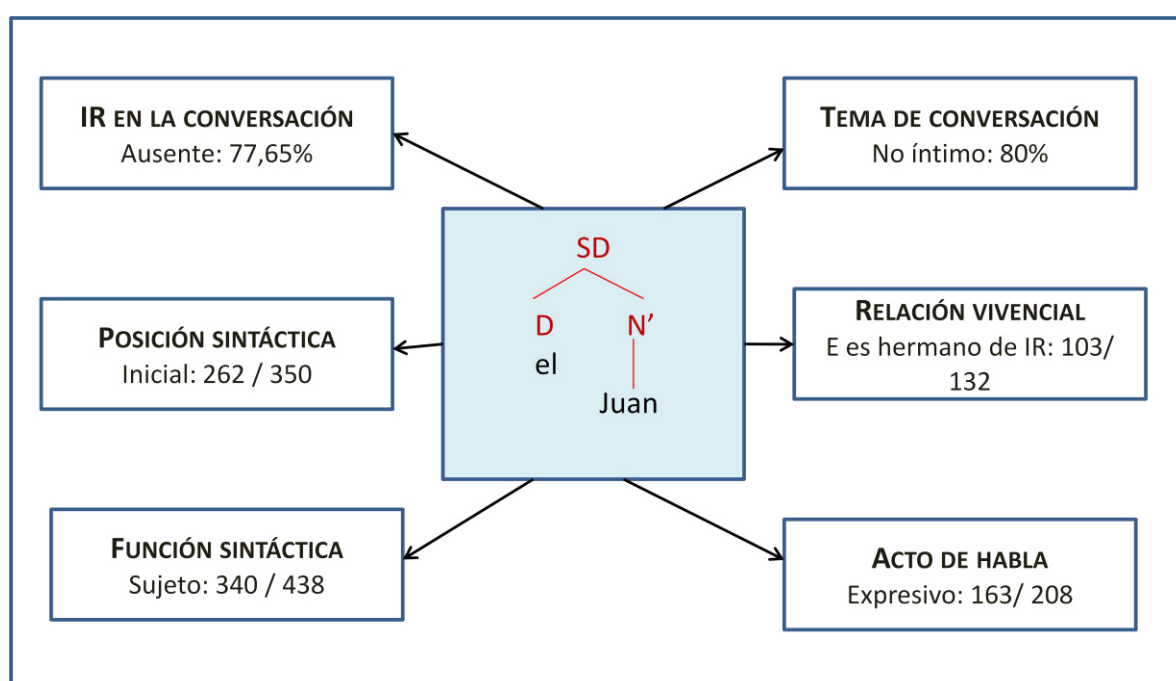 IR EN LA CONVERSACIÓN
Ausente: 77,65%
TEMA DE CONVERSACIÓN
No íntimo: 80%
SD
D
N’
el
Juan
POSICIÓN SINTÁCTICA
Inicial: 262 / 350
RELACIÓN VIVENCIAL
E es hermano de IR: 103/
132
FUNCIÓN SINTÁCTICA
Sujeto: 340 / 438
ACTO DE HABLA
Expresivo: 163/ 208